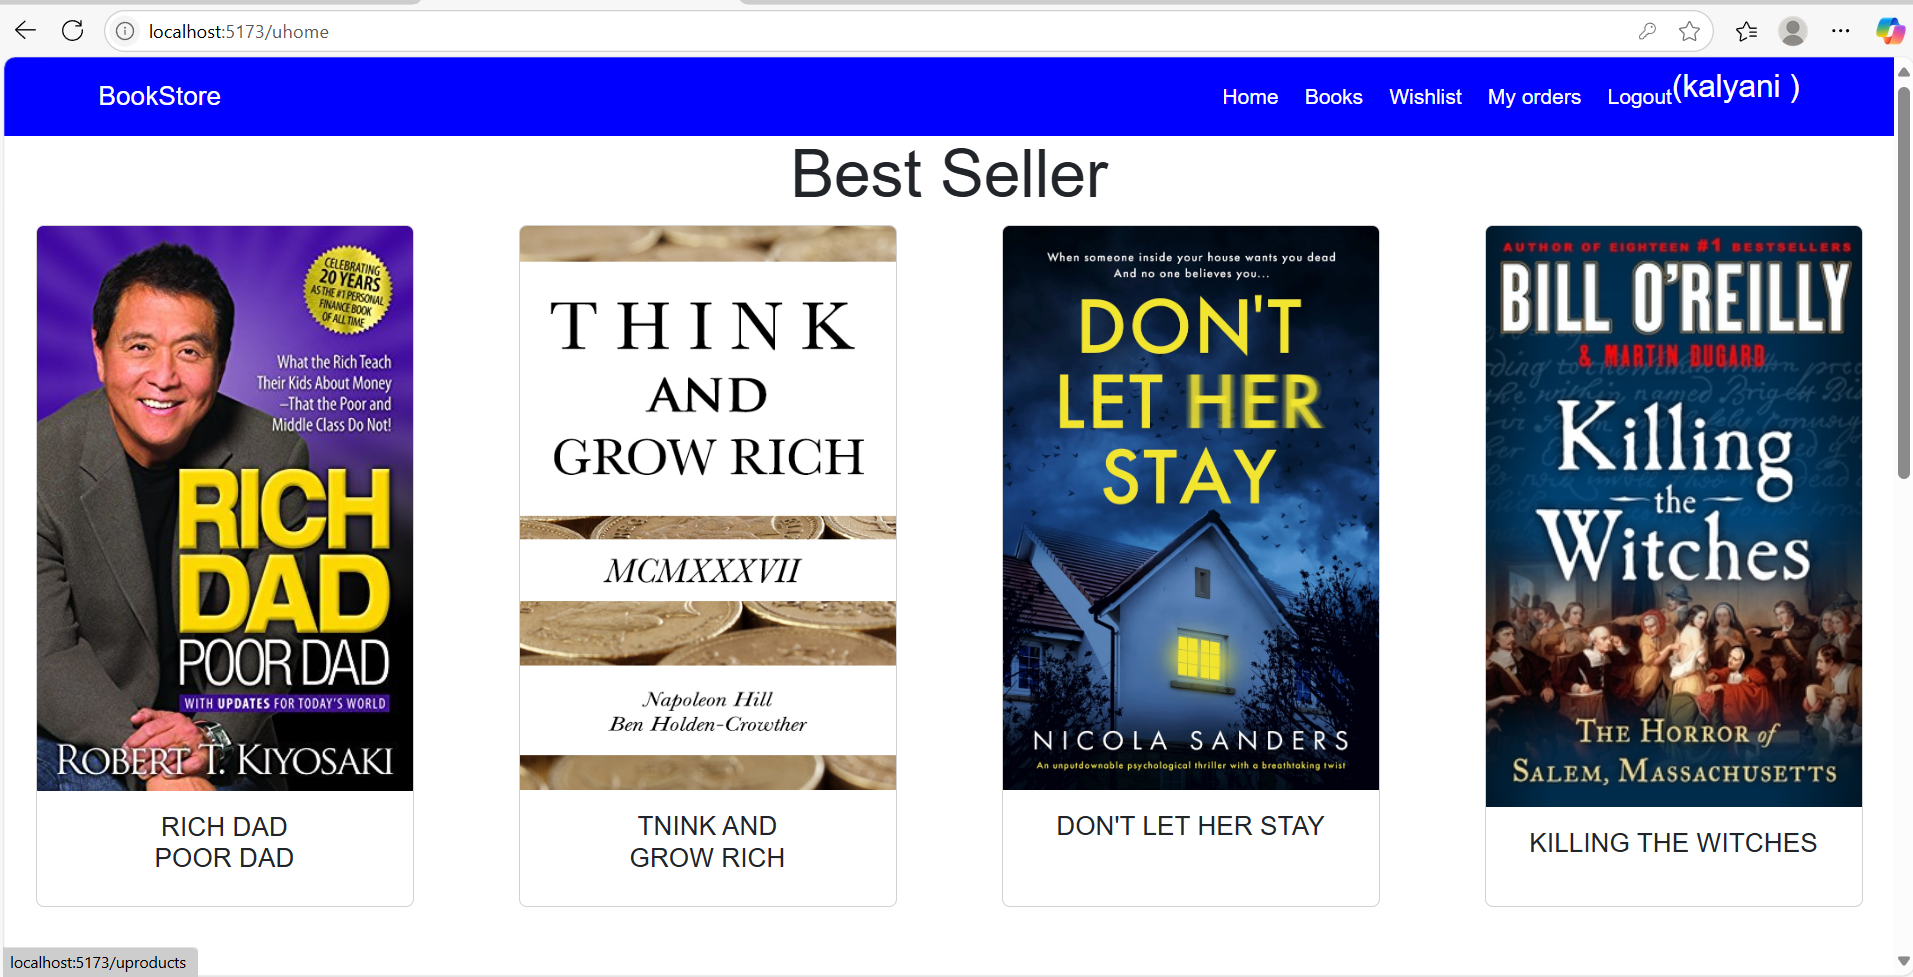 localhost:5173/uhome
BookStore
Home Books Wishlist My orders Logout(kalyani )
Best Seller
CELEBRATING
20 YEARS
AS THE #1 PERSONAL
FINANCE BOOK
OF ALL TIME
What the Rich Teach
Their Kids About Money
–That the Poor and
Middle Class Do Not!
RICH
DAD
POOR DAD
WITH UPDATES FOR TODAY'S WORLD
ROBERT T. KIYOSAKI
RICH DAD
POOR DAD
THINK
AND
GROW RICH
MCMXXXVII
Napoleon Hill
Ben Holden-Crowther
TNINK AND
GROW RICH
When someone inside your house wants you dead
And no one believes you...
DON'T
LET HER
STAY
NICOLA SANDERS
An unputdownable psychological thriller with a breathtaking twist
DON'T LET HER STAY
AUTHOR OF EIGHTEEN #1 BESTSELLERS
BILL O'REILLY
& MARTIN DUGARD
Killing
the
Witches
THE HORROR of
SALEM, MASSACHUSETTS
KILLING THE WITCHES
localhost:5173/uproducts